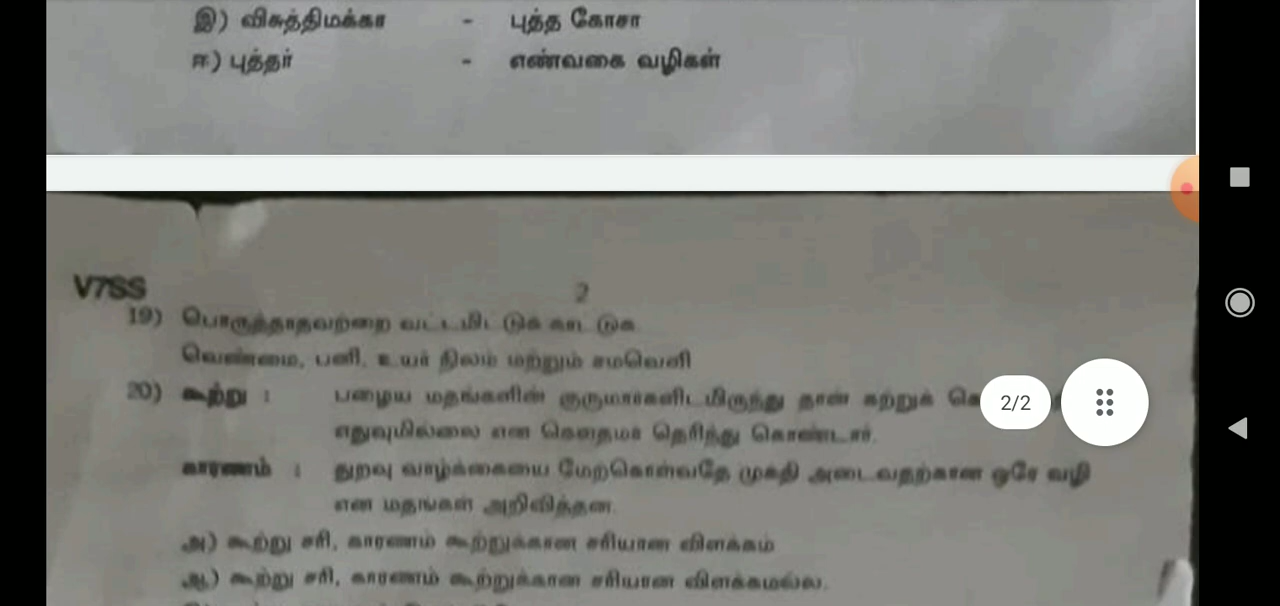 இ) விசுத்திமக்கா - புத்த கோசா
ஈ) புத்தர் - எண்வகை வழிகள்
V7SS 2
19) பொருத்தாதவற்றை வட்டமிட்டுக் காட்டுக
வெண்மை, பனி, உயர் நிலம் மற்றும் சமவெளி
20) கூற்று : பழைய மதங்களின் குருமார்களிடமிருந்து தான் கற்றுக்
2/2
எதுவுமில்லை என கௌதமர் தெரிந்து கொண்டார்.
காரணம் : துறவு வாழ்க்கையை மேற்கொள்வதே முக்தி அடைவதற்கான ஒரே வழி
என மதங்கள் அறிவித்தன.
அ) கூற்று சரி, காரணம் கூற்றுக்கான சரியான விளக்கம்
ஆ) கூற்று சரி, காரணம் கூற்றுக்கான சரியான விளக்கமல்ல.